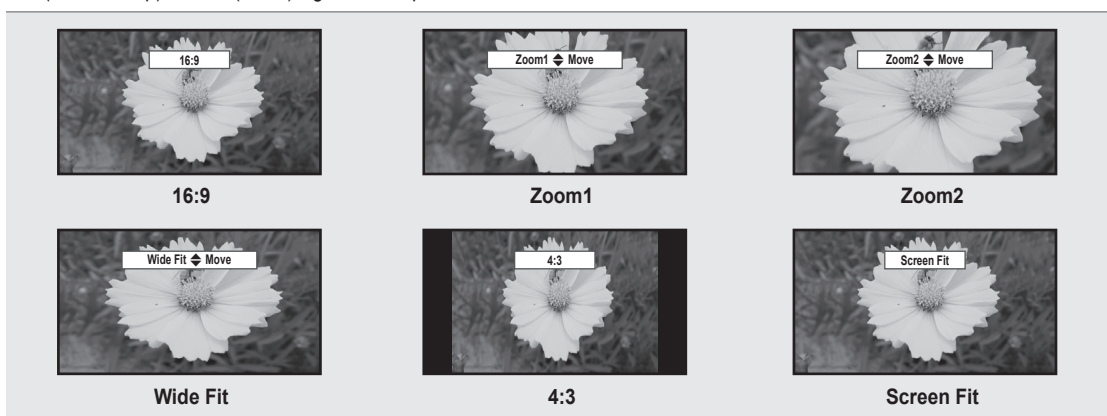 16:9
Zoom1 Move
Zoom2 Move
16:9
Zoom1
Zoom2
Wide Fit Move
4:3
Screen Fit
Wide Fit
4:3
Screen Fit